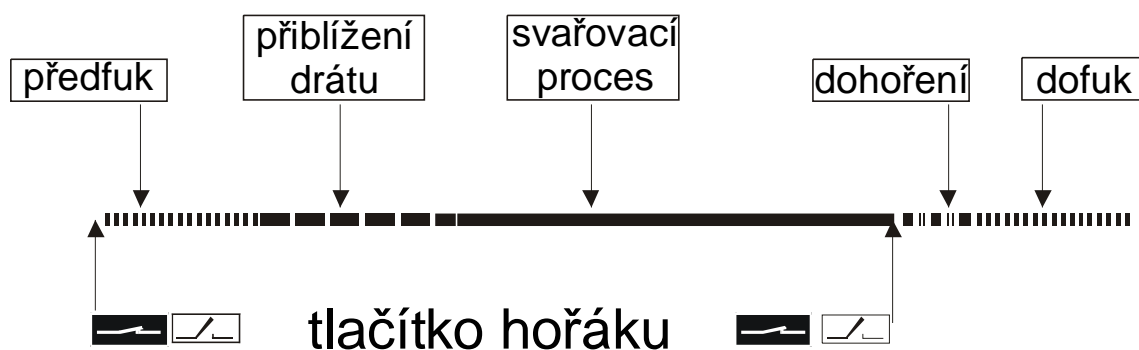 předfuk
přiblížení
drátu
svařovací
proces
dohoření
dofuk
tlačítko hořáku